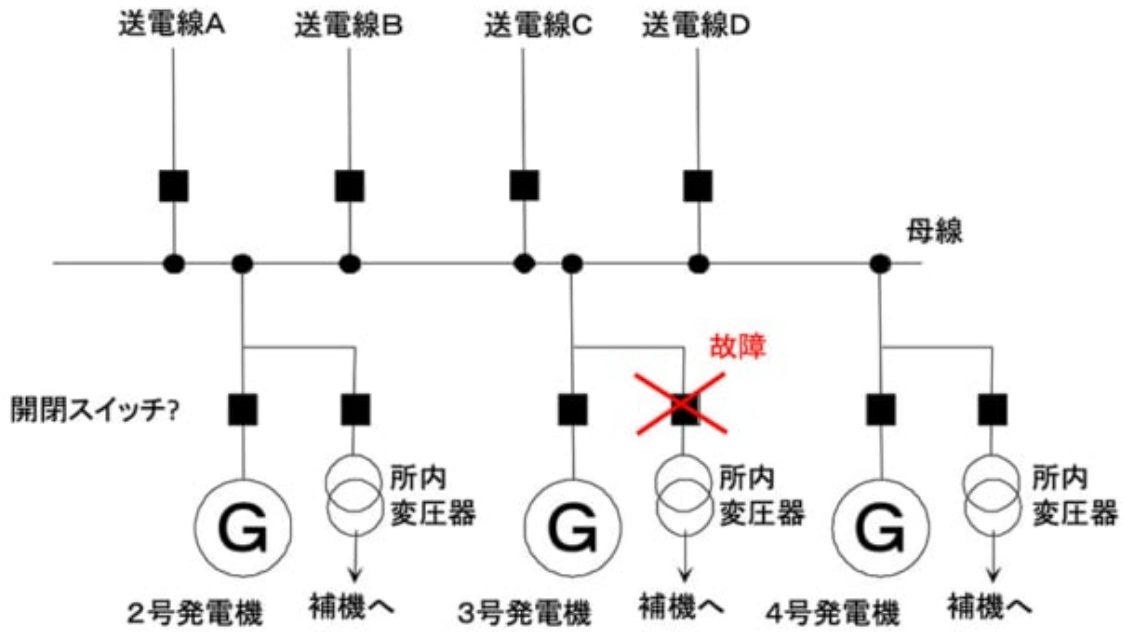 送電線A
送電線B
送電線C
送電線D
母線
故障
開閉スイッチ?
所内
変圧器
所内
変圧器
所内
変圧器
G
G
G
2号発電機
補機へ
3号発電機
補機へ
4号発電機
補機へ